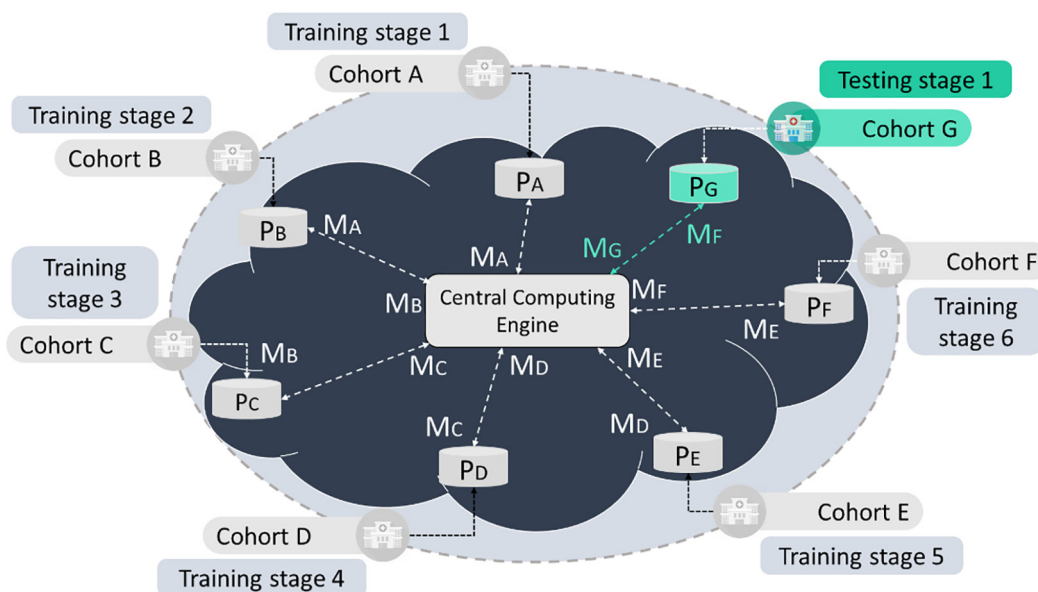 Training stage 1
Cohort A
Testing stage 1
Cohort G
Training stage 2
Cohort B
PA
PG
PB
MA
MG
MF
MA
Training
stage 3
Cohort F
MF
MB
Central Computing
Engine
PF
ME
Training
stage 6
Cohort C
MB
MC
MD
ME
PC
MC
MD
PD
PE
Cohort E
Cohort D
Training stage 5
Training stage 4